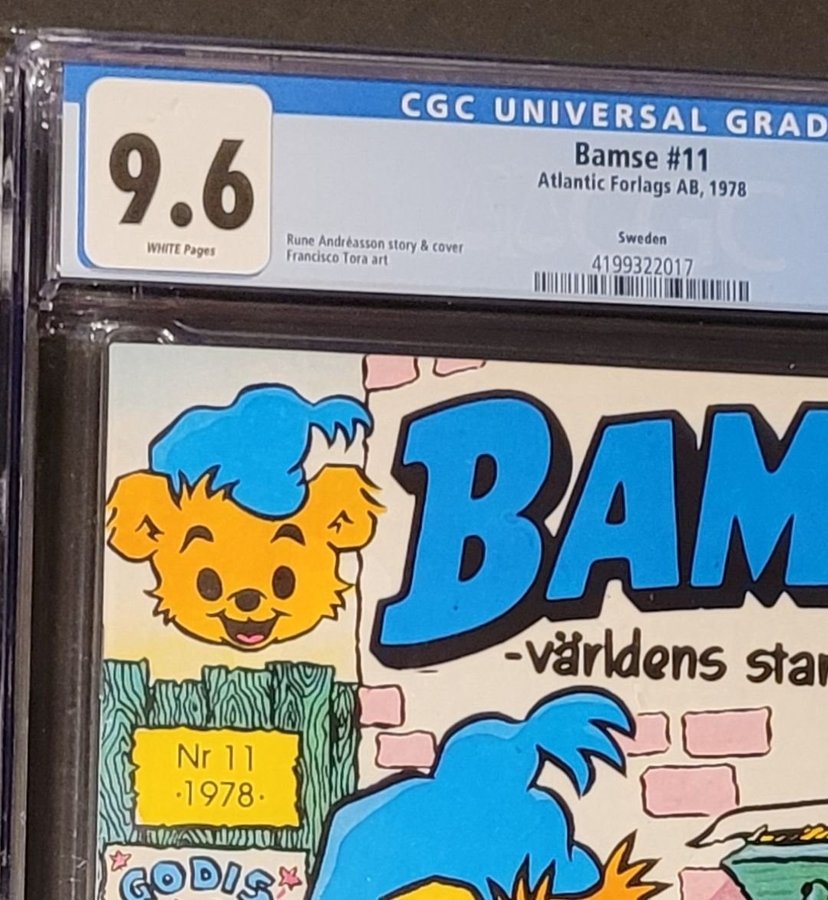 CGC UNIVERSAL GRAD
9.6
WHITE Pages
Bamse #11
Atlantic Forlags AB, 1978
Rune Andréasson story & cover
Francisco Tora art
Sweden
4199322017
BAM
-världens star
Nr 11
·1978·
GODIS